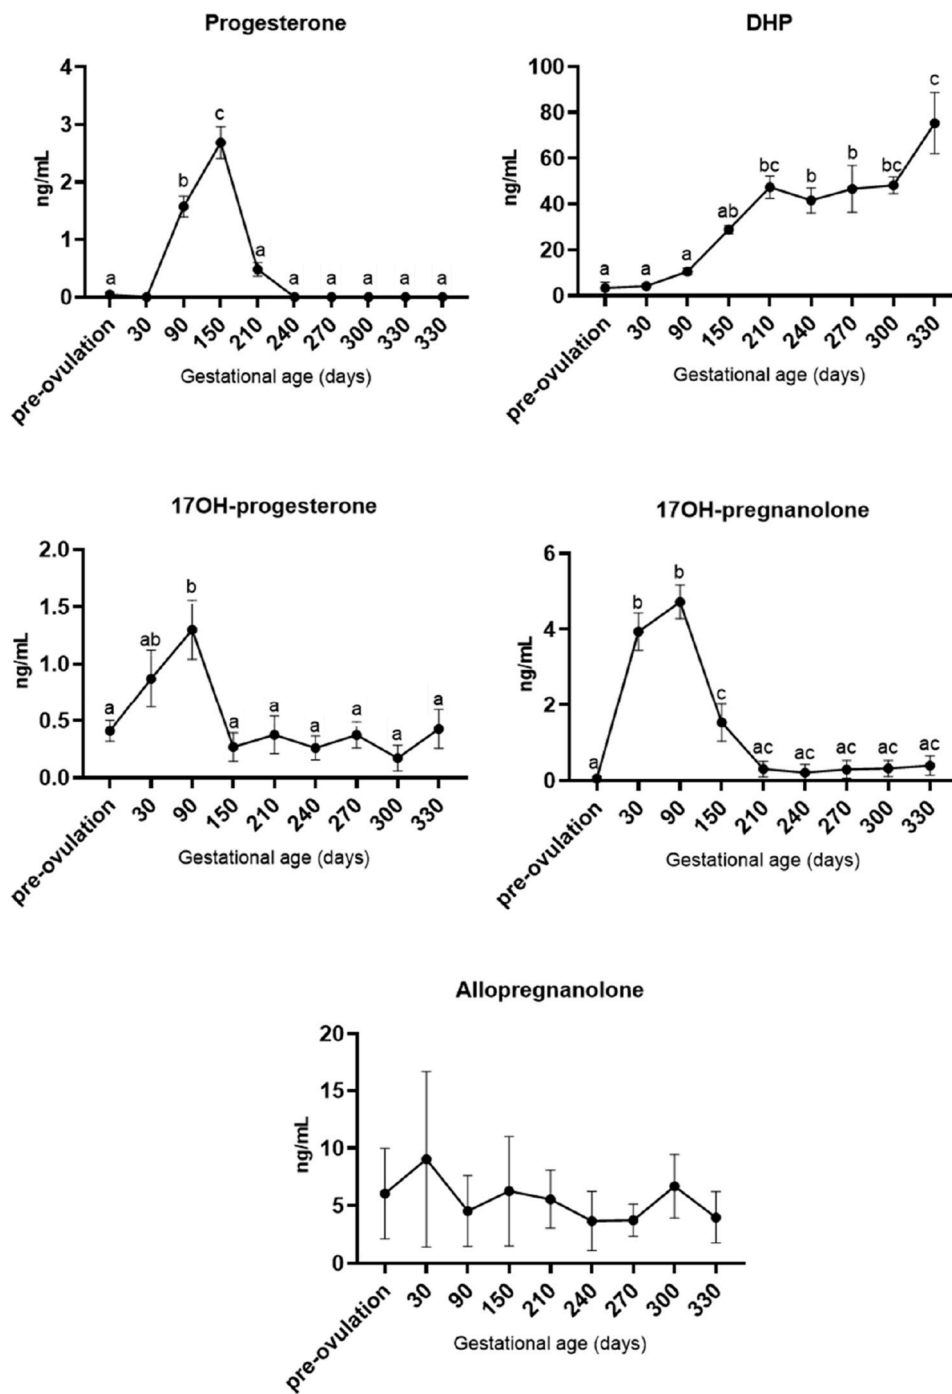 Progesterone
4
3
2
1
0
ng/mL
a
b
c
a
a
a
a
a
a
pre-ovulation
30
90
150
210
240
270
300
330
330
Gestational age (days)
DHP
100
80
60
40
20
0
ng/mL
a
a
a
ab
bc
b
b
bc
c
pre-ovulation
30
90
150
210
240
270
300
330
Gestational age (days)
17OH-progesterone
2.0
1.5
1.0
0.5
0.0
ng/mL
a
ab
b
a
a
a
a
a
a
pre-ovulation
30
90
150
210
240
270
300
330
Gestational age (days)
17OH-pregnanolone
6
4
2
0
ng/mL
a
b
b
c
ac
ac
ac
ac
ac
pre-ovulation
30
90
150
210
240
270
300
330
Gestational age (days)
Allopregnanolone
20
15
10
5
0
ng/mL
pre-ovulation
30
90
150
210
240
270
300
330
Gestational age (days)